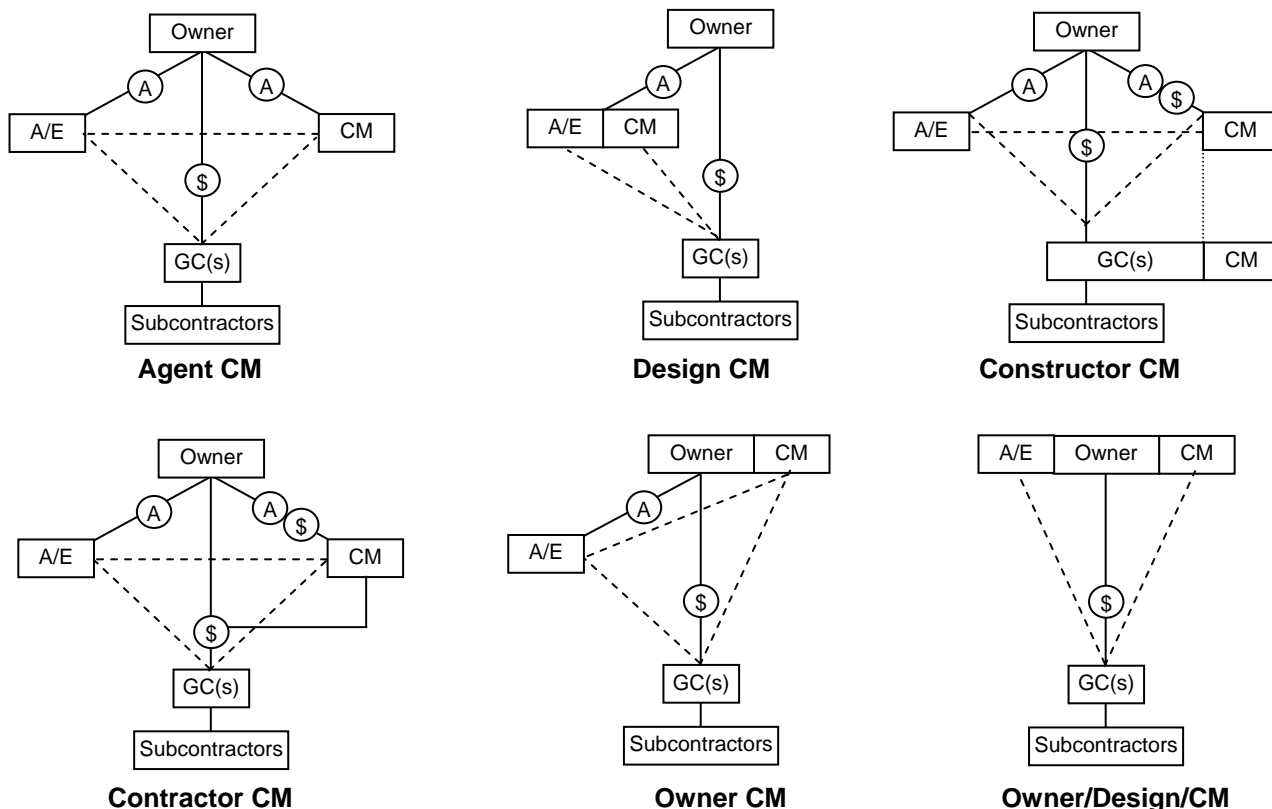 Owner
A
A
A/E
CM
$
GC(s)
Subcontractors
Agent CM
Owner
A
A/E
CM
$
GC(s)
Subcontractors
Design CM
Owner
A
A
$
A/E
CM
$
GC(s)
CM
Subcontractors
Constructor CM
Owner
A
A
$
A/E
CM
$
GC(s)
Subcontractors
Contractor CM
Owner
CM
A
A/E
$
GC(s)
Subcontractors
Owner CM
A/E
Owner
CM
$
GC(s)
Subcontractors
Owner/Design/CM